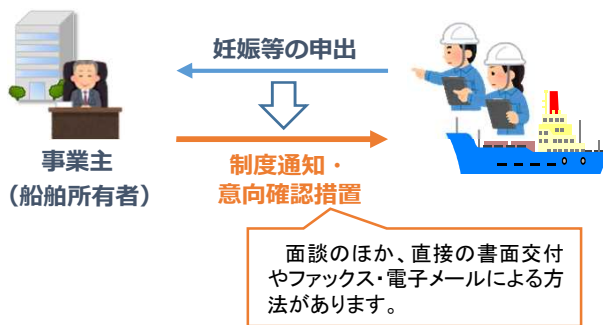 妊娠等の申出
事業主
（船舶所有者）
制度通知・
意向確認措置
面談のほか、直接の書面交付
やファックス・電子メールによる方
法があります。